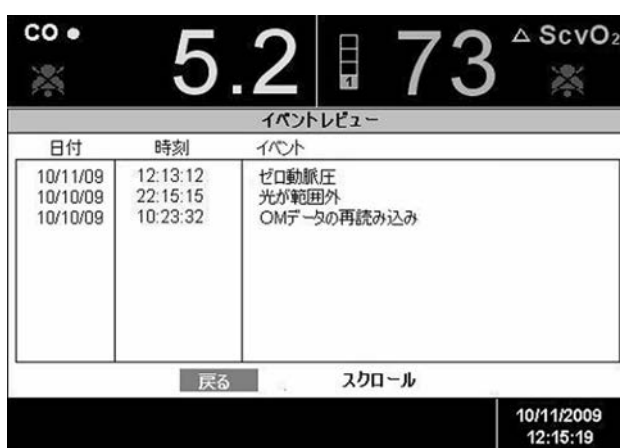 CO
5.2
1
73
ScvO₂
イベントレビュー
日付 時刻 イベント
10/11/09 12:13:12 ゼロ動脈圧
10/10/09 22:15:15 光が範囲外
10/10/09 10:23:32 OMデータの再読み込み
戻る スクロール
10/11/2009
12:15:19